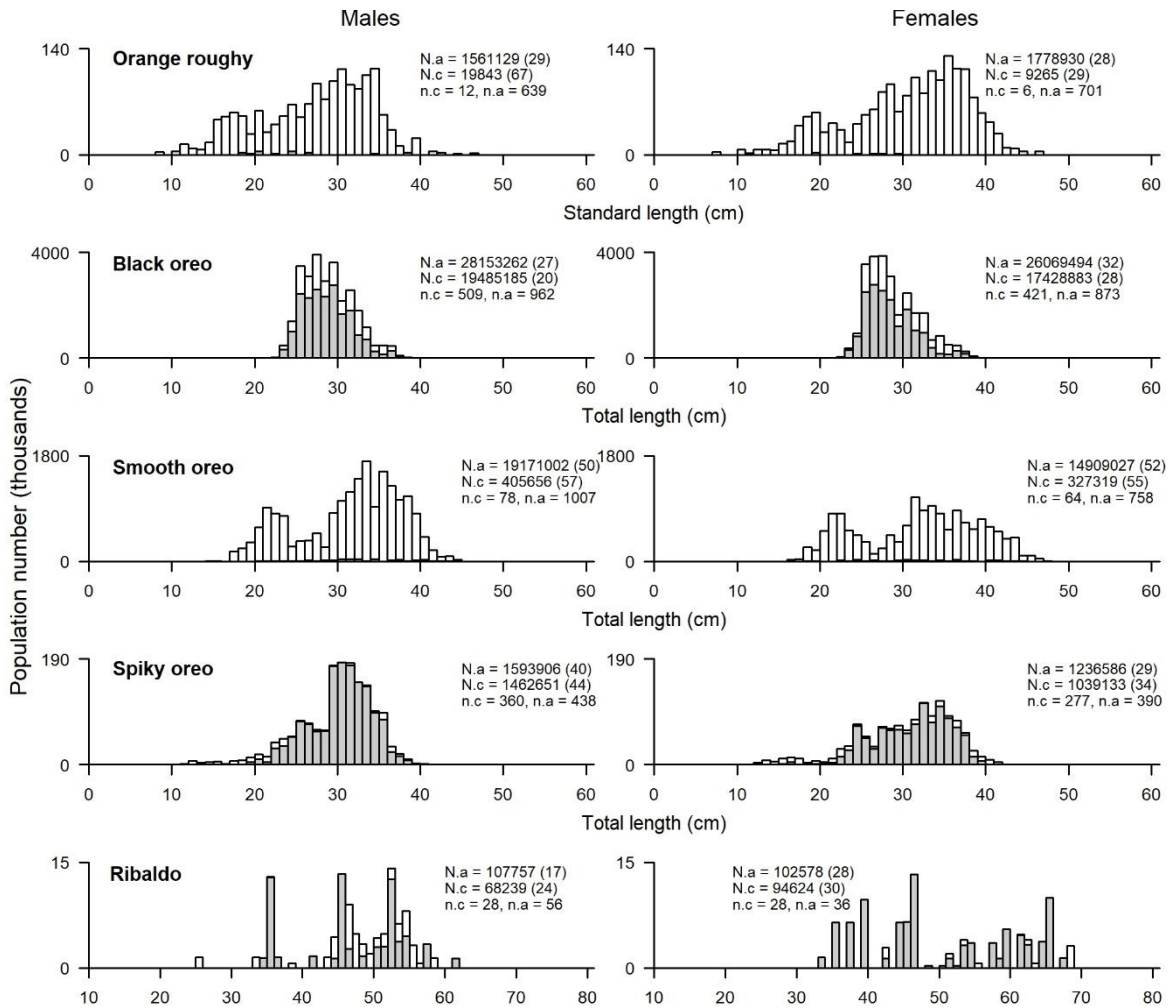 Males
Females
Population number (thousands)
Orange roughy
140
0
N.a = 1561129 (29)
N.c = 19843 (67)
n.c = 12, n.a = 639
0 10 20 30 40 50 60
140
0
N.a = 1778930 (28)
N.c = 9265 (29)
n.c = 6, n.a = 701
0 10 20 30 40 50 60
Standard length (cm)
Black oreo
4000
0
N.a = 28153262 (27)
N.c = 19485185 (20)
n.c = 509, n.a = 962
0 10 20 30 40 50 60
4000
0
N.a = 26069494 (32)
N.c = 17428883 (28)
n.c = 421, n.a = 873
0 10 20 30 40 50 60
Total length (cm)
Smooth oreo
1800
0
N.a = 19171002 (50)
N.c = 405656 (57)
n.c = 78, n.a = 1007
0 10 20 30 40 50 60
1800
0
N.a = 14909027 (52)
N.c = 327319 (55)
n.c = 64, n.a = 758
0 10 20 30 40 50 60
Total length (cm)
Spiky oreo
190
0
N.a = 1593906 (40)
N.c = 1462651 (44)
n.c = 360, n.a = 438
0 10 20 30 40 50 60
190
0
N.a = 1236586 (29)
N.c = 1039133 (34)
n.c = 277, n.a = 390
0 10 20 30 40 50 60
Total length (cm)
Ribaldo
15
0
N.a = 107757 (17)
N.c = 68239 (24)
n.c = 28, n.a = 56
10 20 30 40 50 60 70 80
15
0
N.a = 102578 (28)
N.c = 94624 (30)
n.c = 28, n.a = 36
10 20 30 40 50 60 70 80